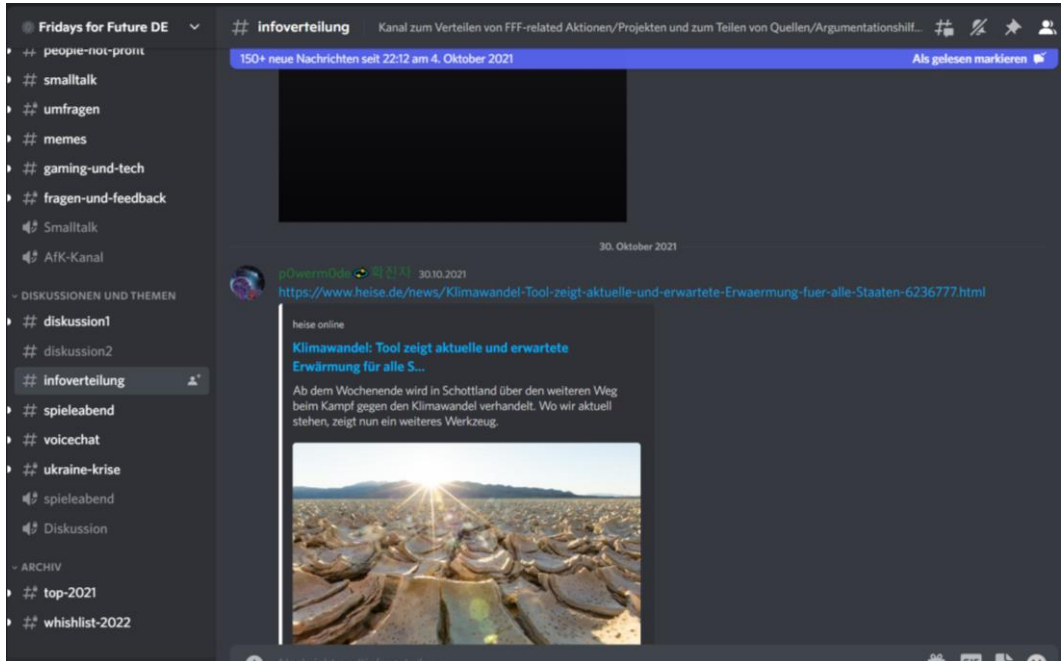 Fridays for Future DE
people-not-profit
smalltalk
umfragen
memes
gaming-und-tech
fragen-und-feedback
Smalltalk
AfK-Kanal
DISKUSSIONEN UND THEMEN
diskussion1
diskussion2
infoverteilung
spieleabend
voicechat
ukraine-krise
spieleabend
Diskussion
ARCHIV
top-2021
whishlist-2022
infoverteilung Kanal zum Verteilen von FFF-related Aktionen/Projekten und zum Teilen von Quellen/Argumentationshilf...
150+ neue Nachrichten seit 22:12 am 4. Oktober 2021 Als gelesen markieren
30. Oktober 2021
p0werm0de 확진자 30.10.2021
https://www.heise.de/news/Klimawandel-Tool-zeigt-aktuelle-und-erwartete-Erwaermung-fuer-alle-Staaten-6236777.html
heise online
Klimawandel: Tool zeigt aktuelle und erwartete
Erwärmung für alle S...
Ab dem Wochenende wird in Schottland über den weiteren Weg
beim Kampf gegen den Klimawandel verhandelt. Wo wir aktuell
stehen, zeigt nun ein weiteres Werkzeug.